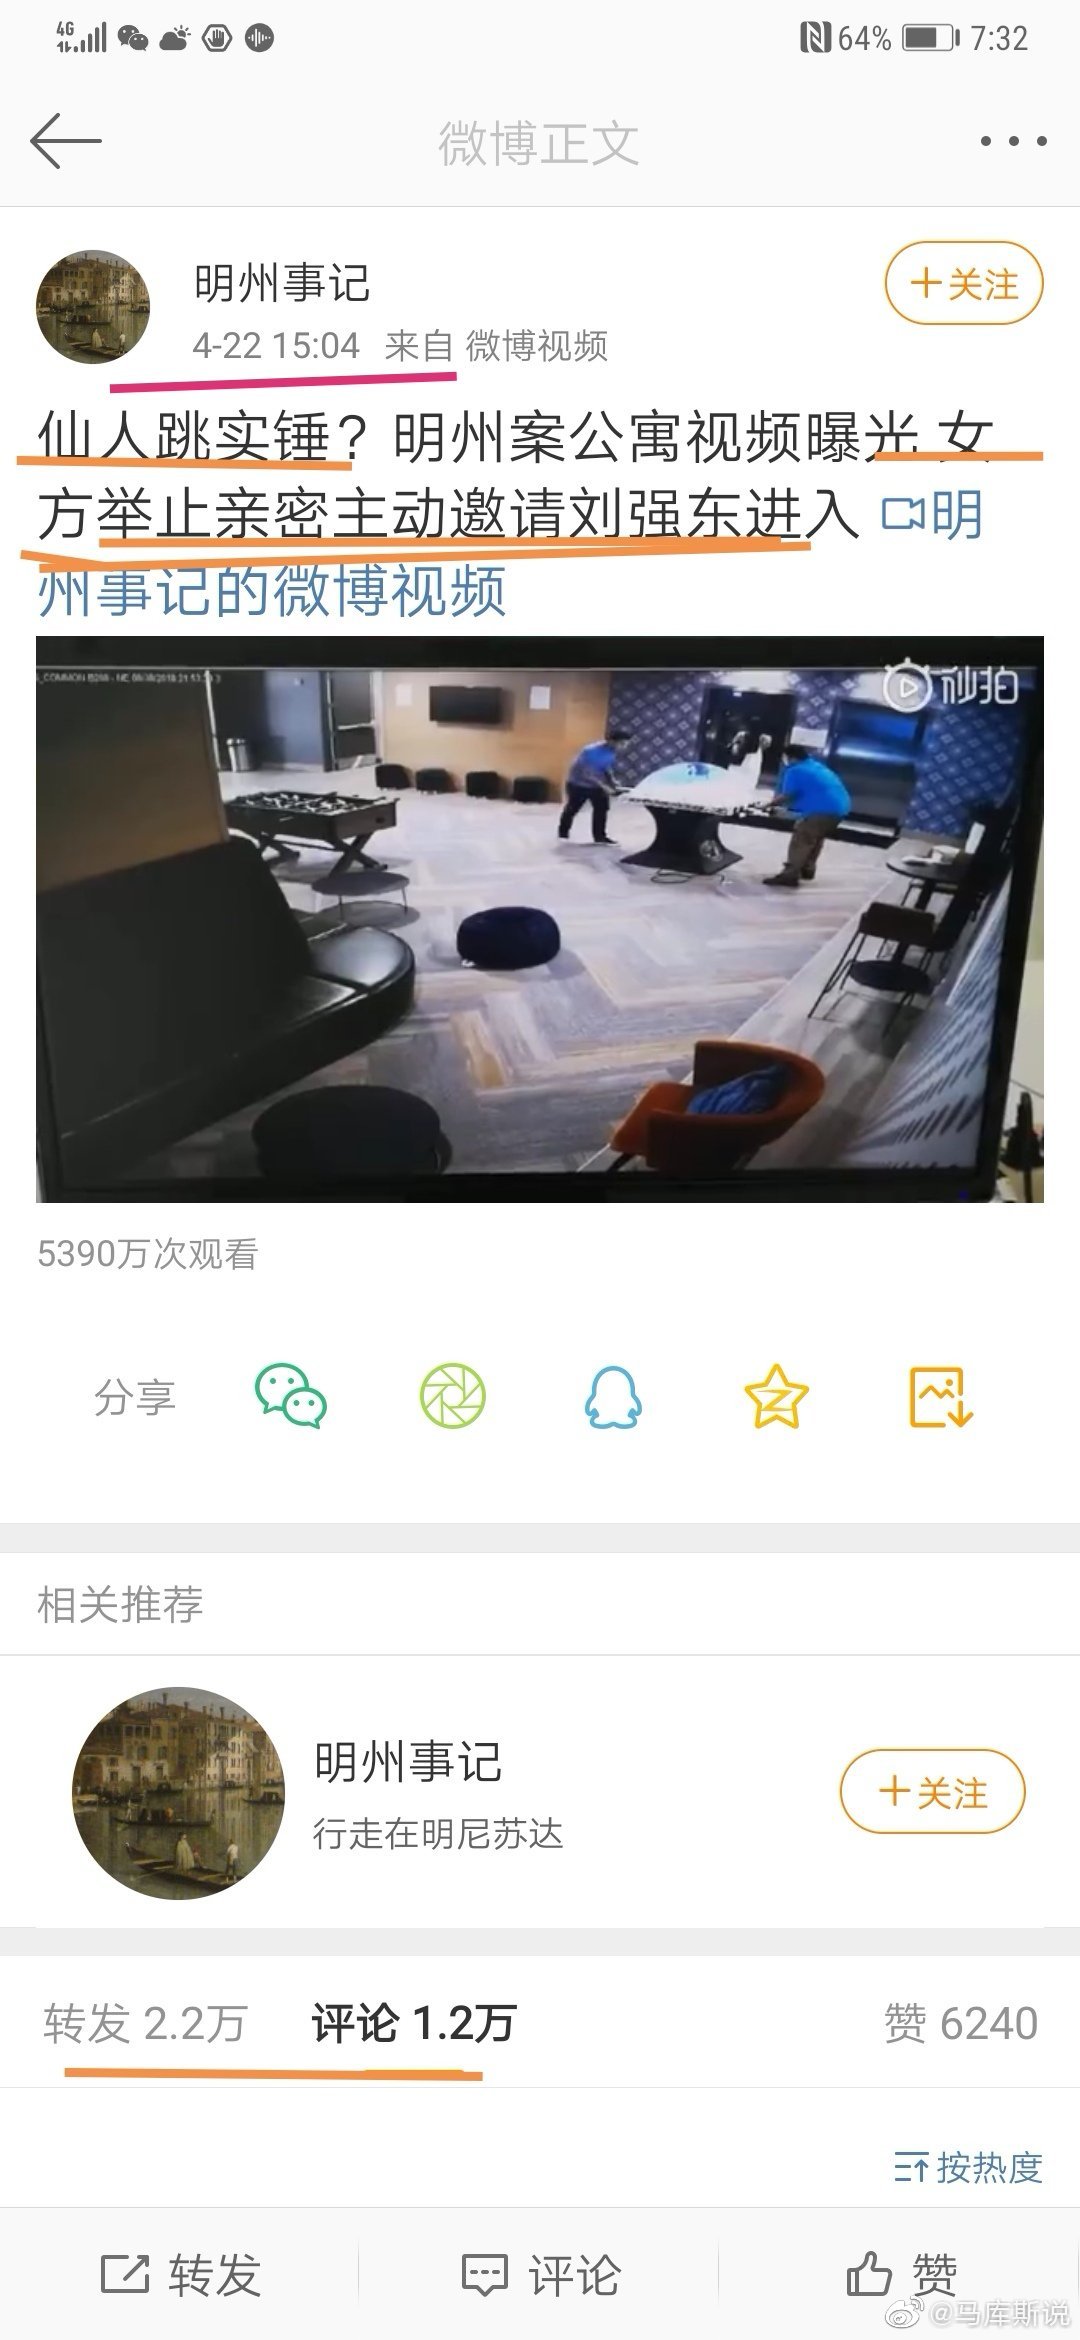 4G
64%
7:32
微博正文
明州事记
+关注
4-22 15:04 来自 微博视频
仙人跳实锤？明州案公寓视频曝光 女
方举止亲密主动邀请刘强东进入 明
州事记的微博视频
秒拍
5390万次观看
分享
相关推荐
明州事记
行走在明尼苏达
+关注
转发 2.2万
评论 1.2万
赞 6240
按热度
转发
评论
赞
@马库斯说